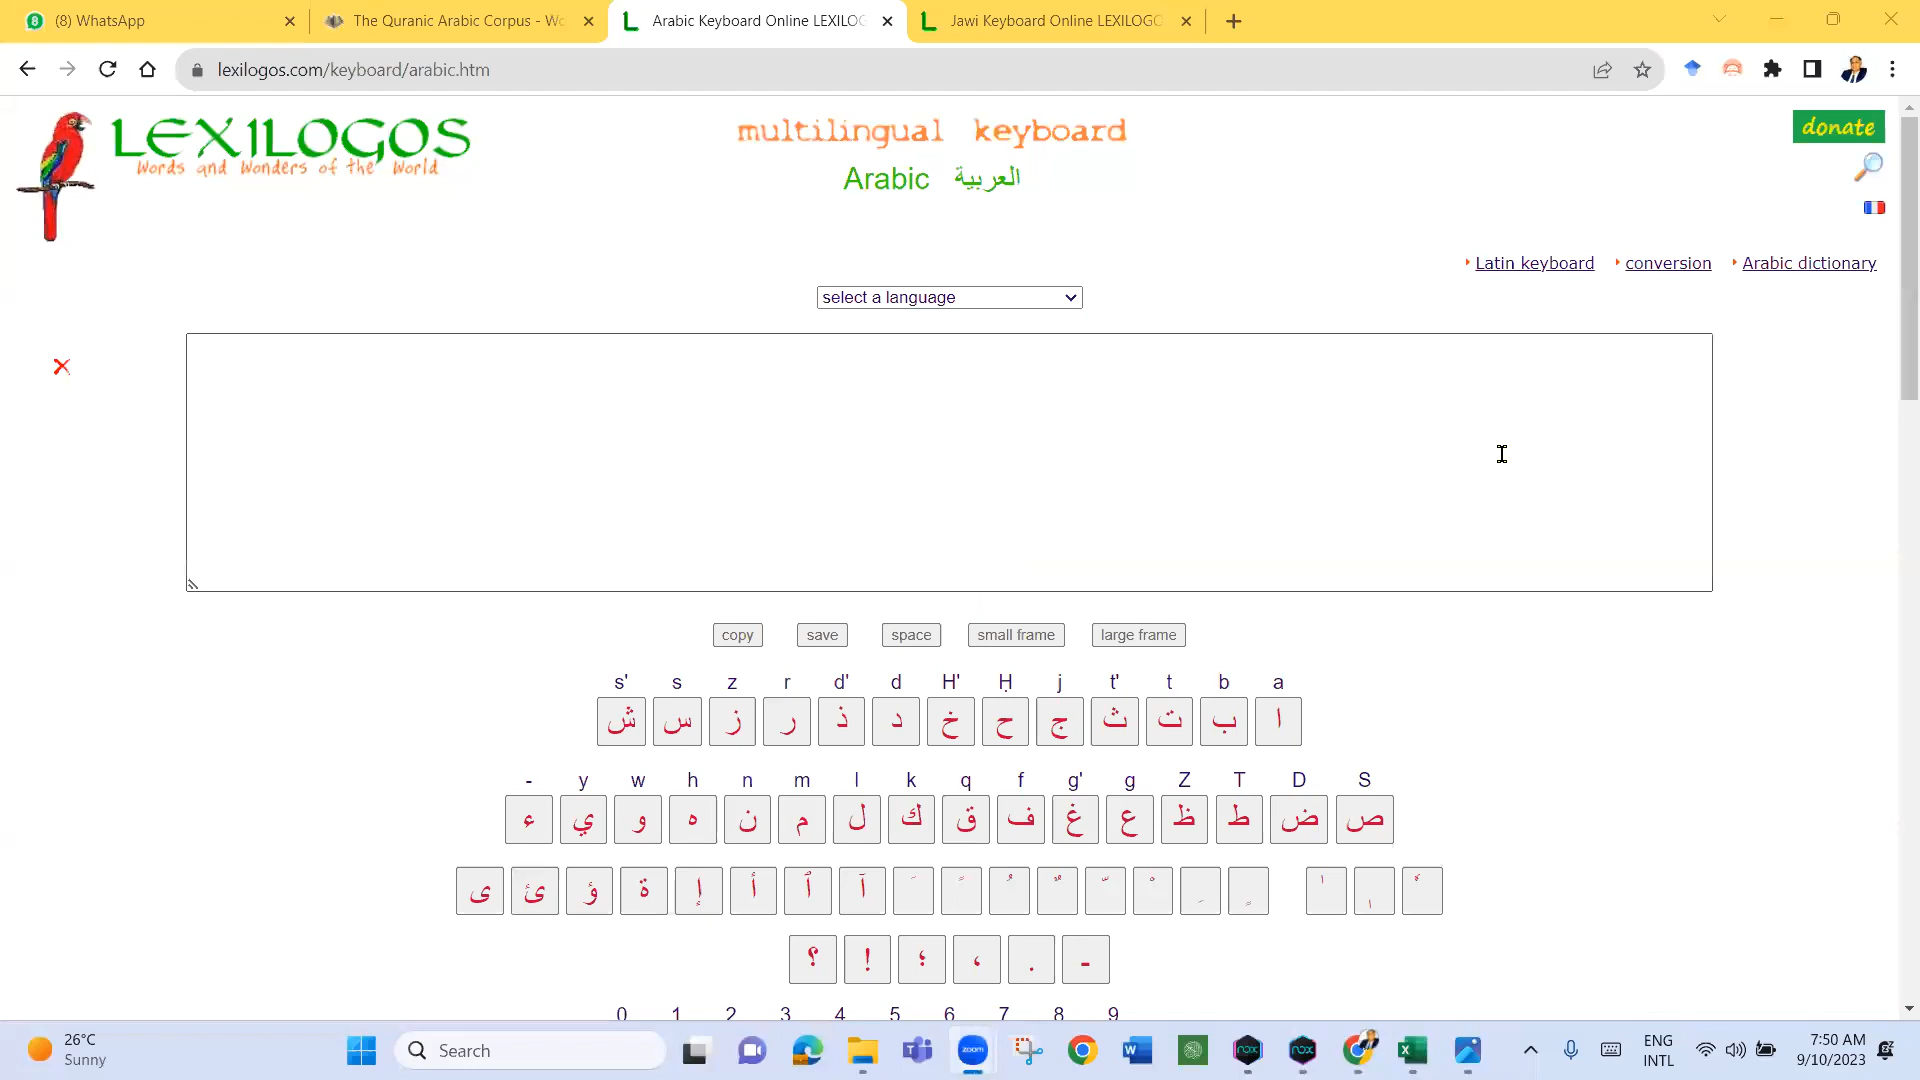 (8) WhatsApp
The Quranic Arabic Corpus - Wo
Arabic Keyboard Online LEXILOG
Jawi Keyboard Online LEXILOGO
lexilogos.com/keyboard/arabic.htm
LEXILOGOS
Words and Wonders of the World
multilingual keyboard
Arabic العربية
donate
Latin keyboard conversion Arabic dictionary
select a language
copy save space small frame large frame
s' s z r d' d H' Ḥ j t' t b a
ش س ز ر ذ د خ ح ج ث ت ب ا
- y w h n m l k q f g' g Z T D S
ء ي و ه ن م ل ك ق ف غ ع ظ ط ض ص
ى ئ ؤ ة إ أ ٱ آ
؟ ! ؛ ، . ـ
0 1 2 3 4 5 6 7 8 9
26°C
Sunny
Search
zoom
ENG
INTL
7:50 AM
9/10/2023